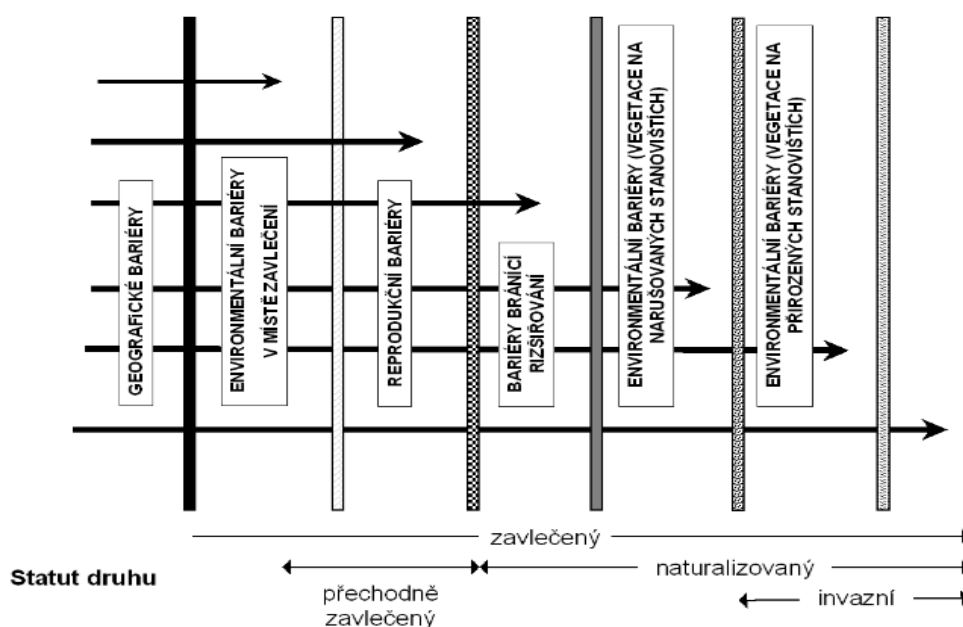 GEOGRAFICKÉ BARIÉRY
ENVIRONMENTÁLNÍ BARIÉRY
V MÍSTĚ ZAVLEČENÍ
REPRODUKČNÍ BARIÉRY
BARIÉRY BRÁNÍCÍ
RIZŠIŘOVÁNÍ
ENVIRONMENTÁLNÍ BARIÉRY (VEGETACE NA
NARUŠOVANÝCH STANOVIŠTÍCH)
ENVIRONMENTÁLNÍ BARIÉRY (VEGETACE NA
PŘIROZENÝCH STANOVIŠTÍCH)
zavlečený
Statut druhu
přechodně
zavlečený
naturalizovaný
invazní